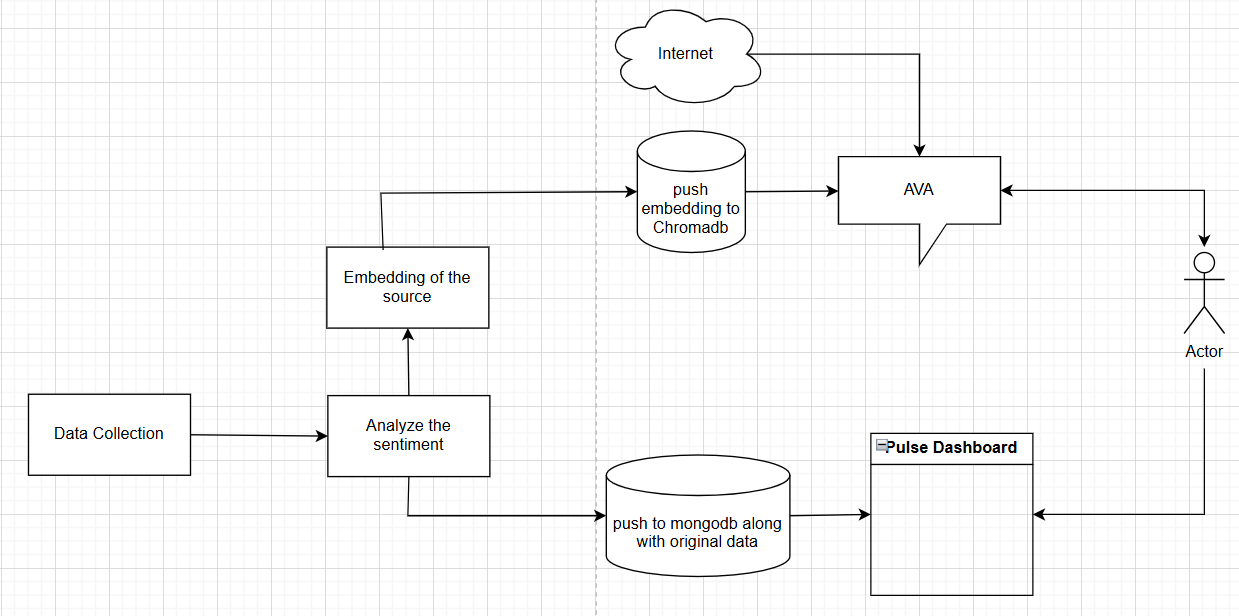 Internet
push
embedding to
Chromadb
AVA
Embedding of the
source
Actor
Data Collection
Analyze the
sentiment
Pulse Dashboard
push to mongodb along
with original data